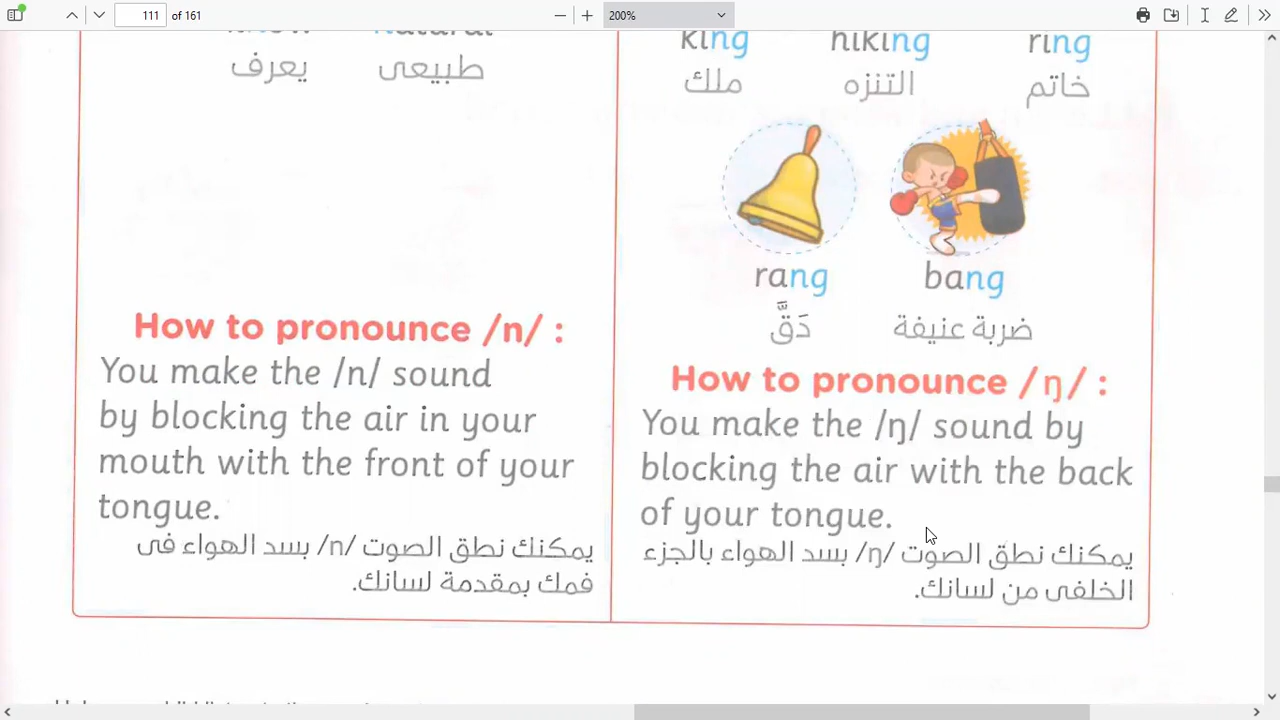 111 of 161
200%
natural
يعرف
طبيعى
king hiking ring
ملك
التنزه
خاتم
rang
دَقَّ
bang
ضربة عنيفة
How to pronounce /n/ :
You make the /n/ sound
by blocking the air in your
mouth with the front of your
tongue.
يمكنك نطق الصوت /n/ بسد الهواء فى
فمك بمقدمة لسانك.
How to pronounce /ŋ/ :
You make the /ŋ/ sound by
blocking the air with the back
of your tongue.
يمكنك نطق الصوت /ŋ/ بسد الهواء بالجزء
الخلفى من لسانك.